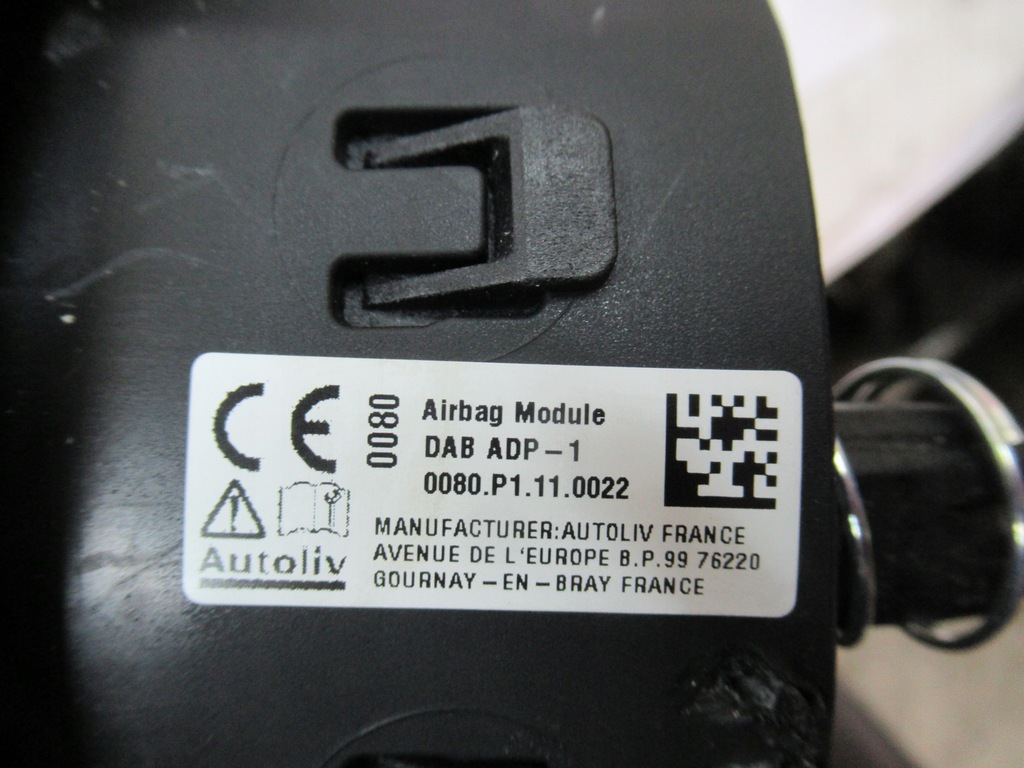 CE 0080
Airbag Module
DAB ADP-1
0080.P1.11.0022
Autoliv
MANUFACTURER:AUTOLIV FRANCE
AVENUE DE L'EUROPE B.P.99 76220
GOURNAY-EN-BRAY FRANCE